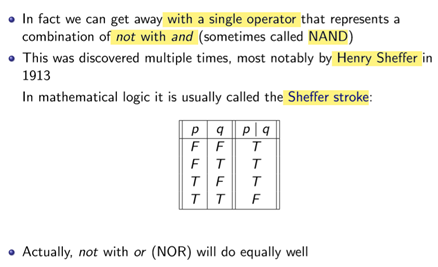 • In fact we can get away with a single operator that represents a
combination of not with and (sometimes called NAND)
• This was discovered multiple times, most notably by Henry Sheffer in
1913
In mathematical logic it is usually called the Sheffer stroke:
p q p | q
F F T
F T T
T F T
T T F
• Actually, not with or (NOR) will do equally well